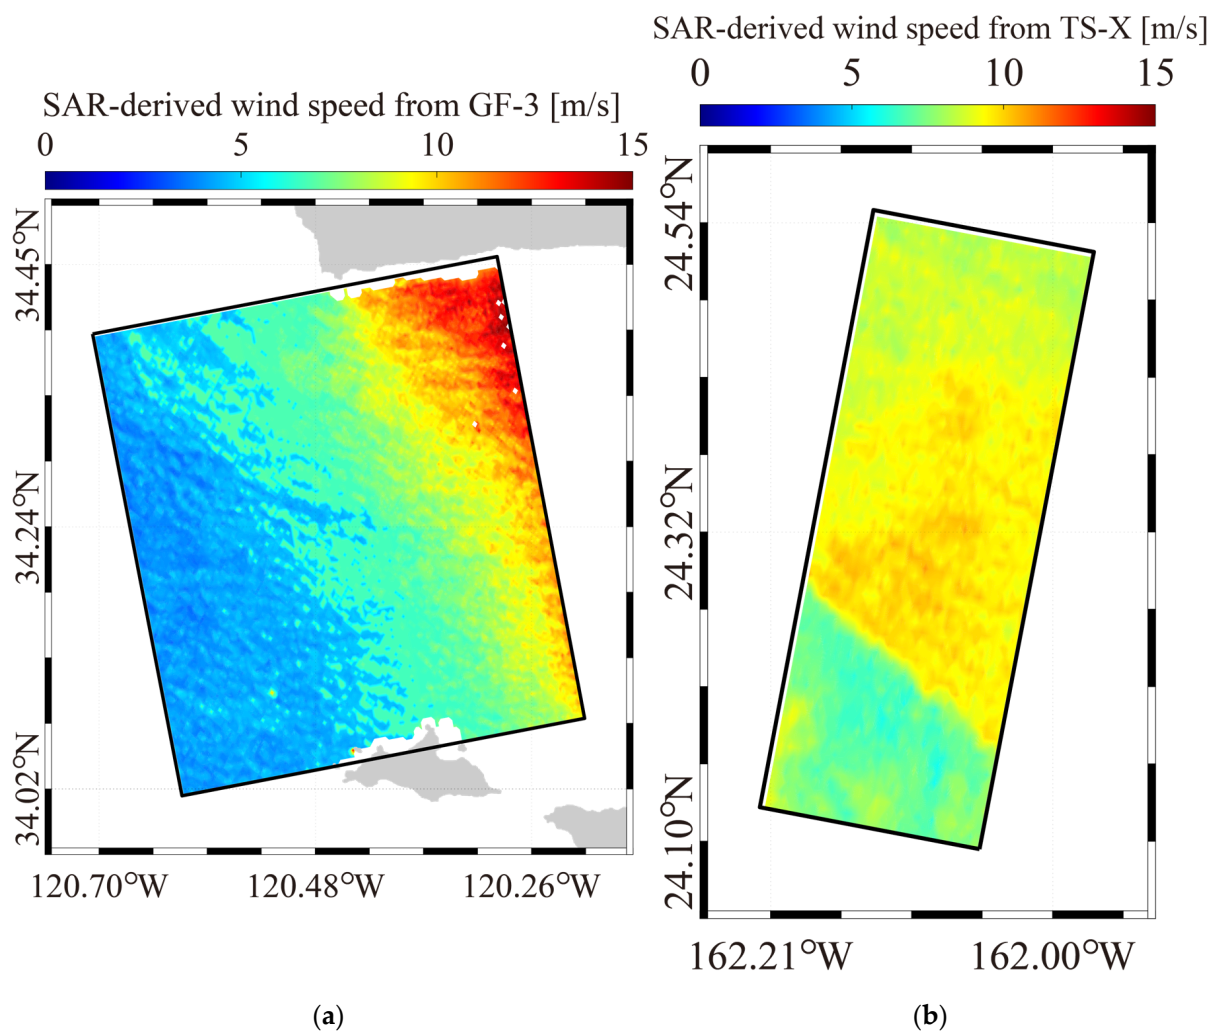 SAR-derived wind speed from GF-3 [m/s]
0 5 10 15
34.45°N
34.24°N
34.02°N
120.70°W 120.48°W 120.26°W
(a)
SAR-derived wind speed from TS-X [m/s]
0 5 10 15
24.54°N
24.32°N
24.10°N
162.21°W 162.00°W
(b)